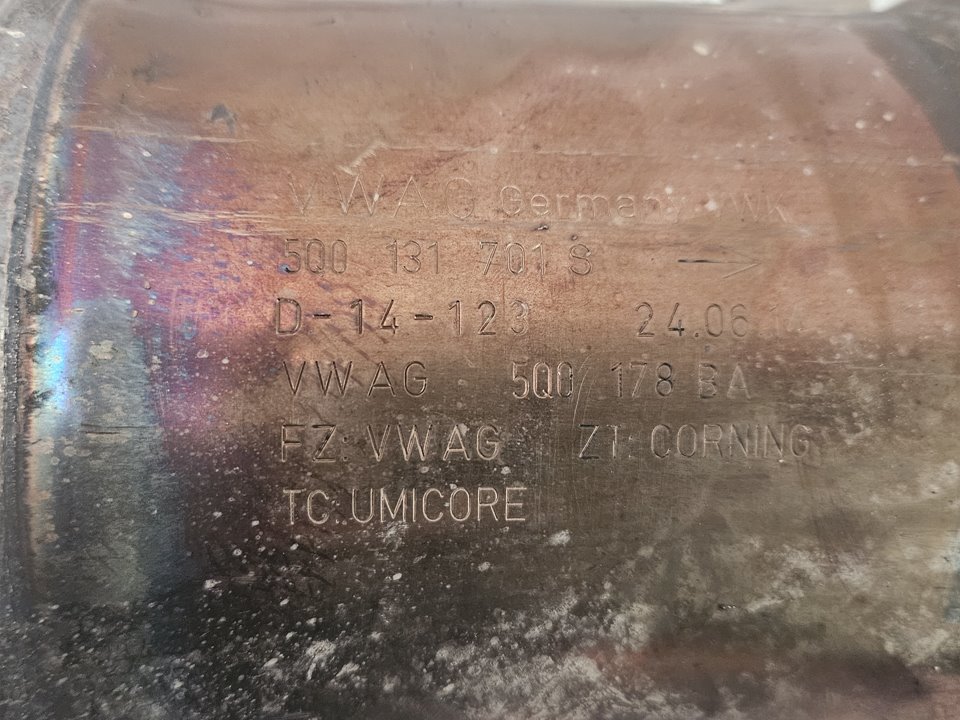 VWAG Germany VWK
5Q0 131 701 S
D-14-123 24.06.14
VWAG 5Q0 178 BA
FZ: VWAG ZT: CORNING
TC: UMICORE